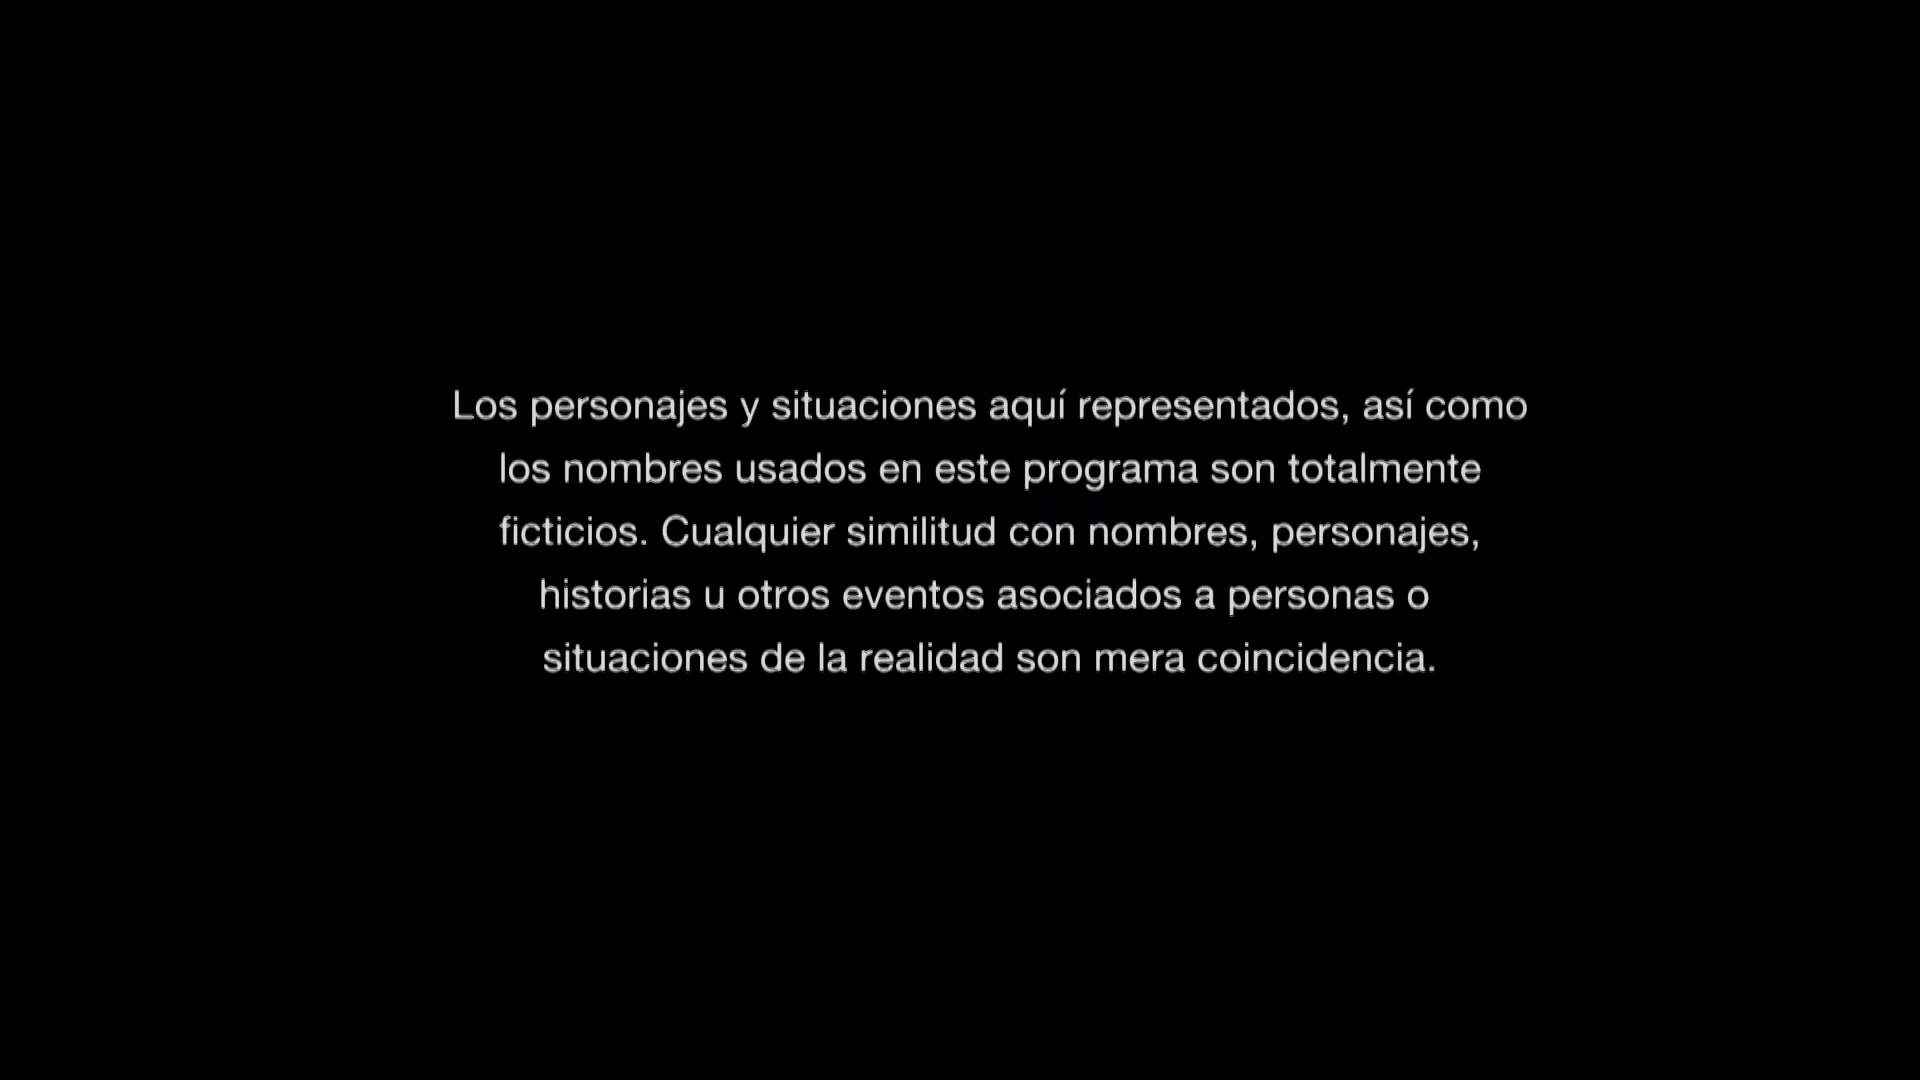 Los personajes y situaciones aquí representados, así como
los nombres usados en este programa son totalmente
ficticios. Cualquier similitud con nombres, personajes,
historias u otros eventos asociados a personas o
situaciones de la realidad son mera coincidencia.